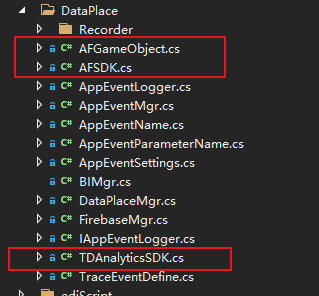 DataPlace
Recorder
AFGameObject.cs
AFSDK.cs
AppEventLogger.cs
AppEventMgr.cs
AppEventName.cs
AppEventParameterName.cs
AppEventSettings.cs
BIMgr.cs
DataPlaceMgr.cs
FirebaseMgr.cs
IAppEventLogger.cs
TDAnalyticsSDK.cs
TraceEventDefine.cs